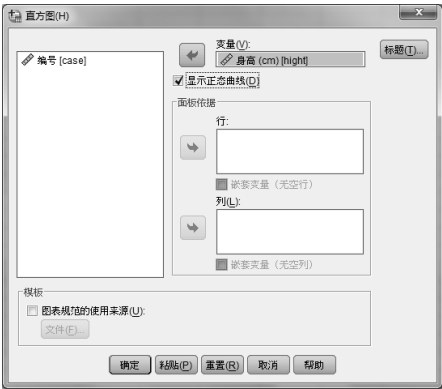 直方图(H)
变量(V):
编号 [case]
身高 (cm) [hight]
标题(T)...
显示正态曲线(D)
面板依据
行:
嵌套变量（无空行）
列(L):
嵌套变量（无空列）
模板
图表规范的使用来源(U):
文件(F)...
确定
粘贴(P)
重置(R)
取消
帮助